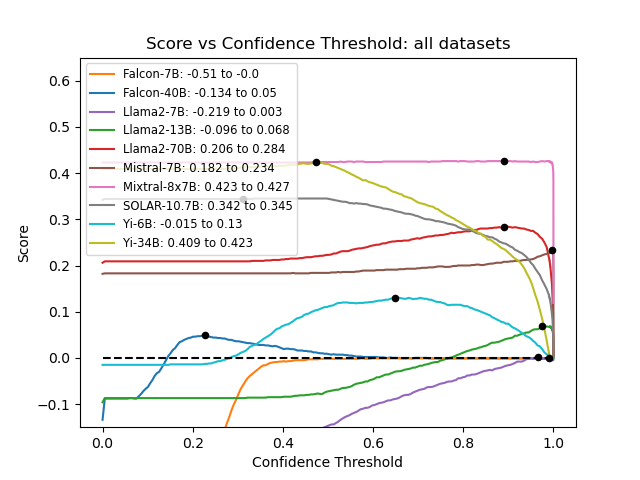 Score vs Confidence Threshold: all datasets
Falcon-7B: -0.51 to -0.0
Falcon-40B: -0.134 to 0.05
Llama2-7B: -0.219 to 0.003
Llama2-13B: -0.096 to 0.068
Llama2-70B: 0.206 to 0.284
Mistral-7B: 0.182 to 0.234
Mixtral-8x7B: 0.423 to 0.427
SOLAR-10.7B: 0.342 to 0.345
Yi-6B: -0.015 to 0.13
Yi-34B: 0.409 to 0.423
Score
0.6
0.5
0.4
0.3
0.2
0.1
0.0
−0.1
0.0 0.2 0.4 0.6 0.8 1.0
Confidence Threshold